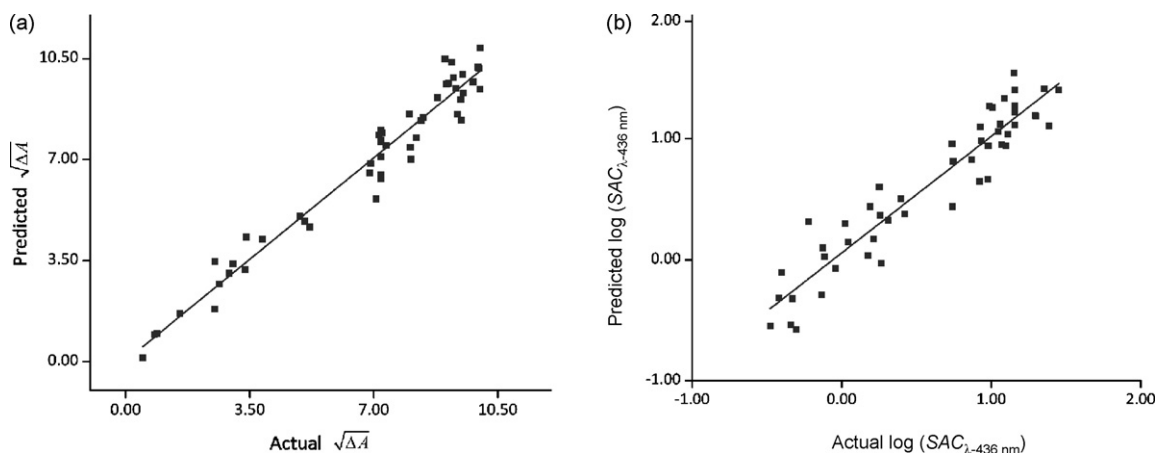 (a)
10.50
7.00
3.50
0.00
Predicted √ΔA
0.00 3.50 7.00 10.50
Actual √ΔA
(b)
2.00
1.00
0.00
-1.00
Predicted log (SAC λ-436 nm)
-1.00 0.00 1.00 2.00
Actual log (SAC λ-436 nm)